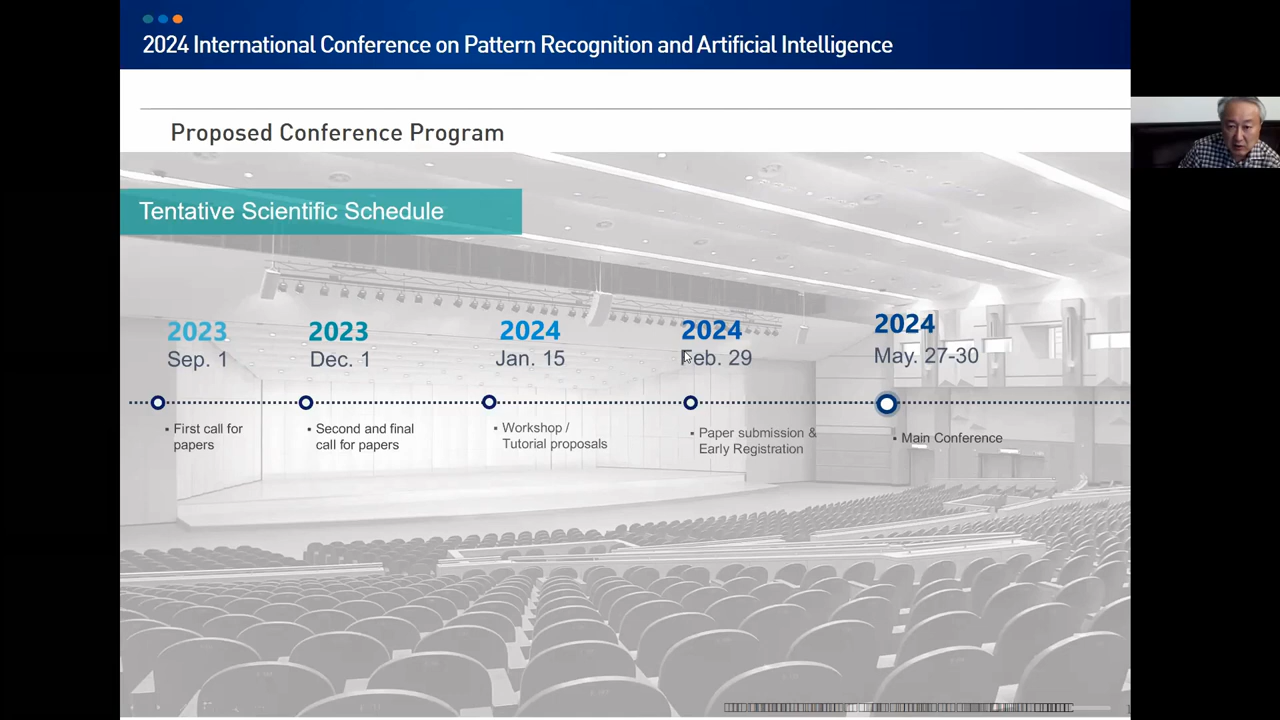 2024 International Conference on Pattern Recognition and Artificial Intelligence
Proposed Conference Program
Tentative Scientific Schedule
2023
Sep. 1
▪ First call for
papers
2023
Dec. 1
▪ Second and final
call for papers
2024
Jan. 15
▪ Workshop /
Tutorial proposals
2024
Feb. 29
▪ Paper submission &
Early Registration
2024
May. 27-30
▪ Main Conference